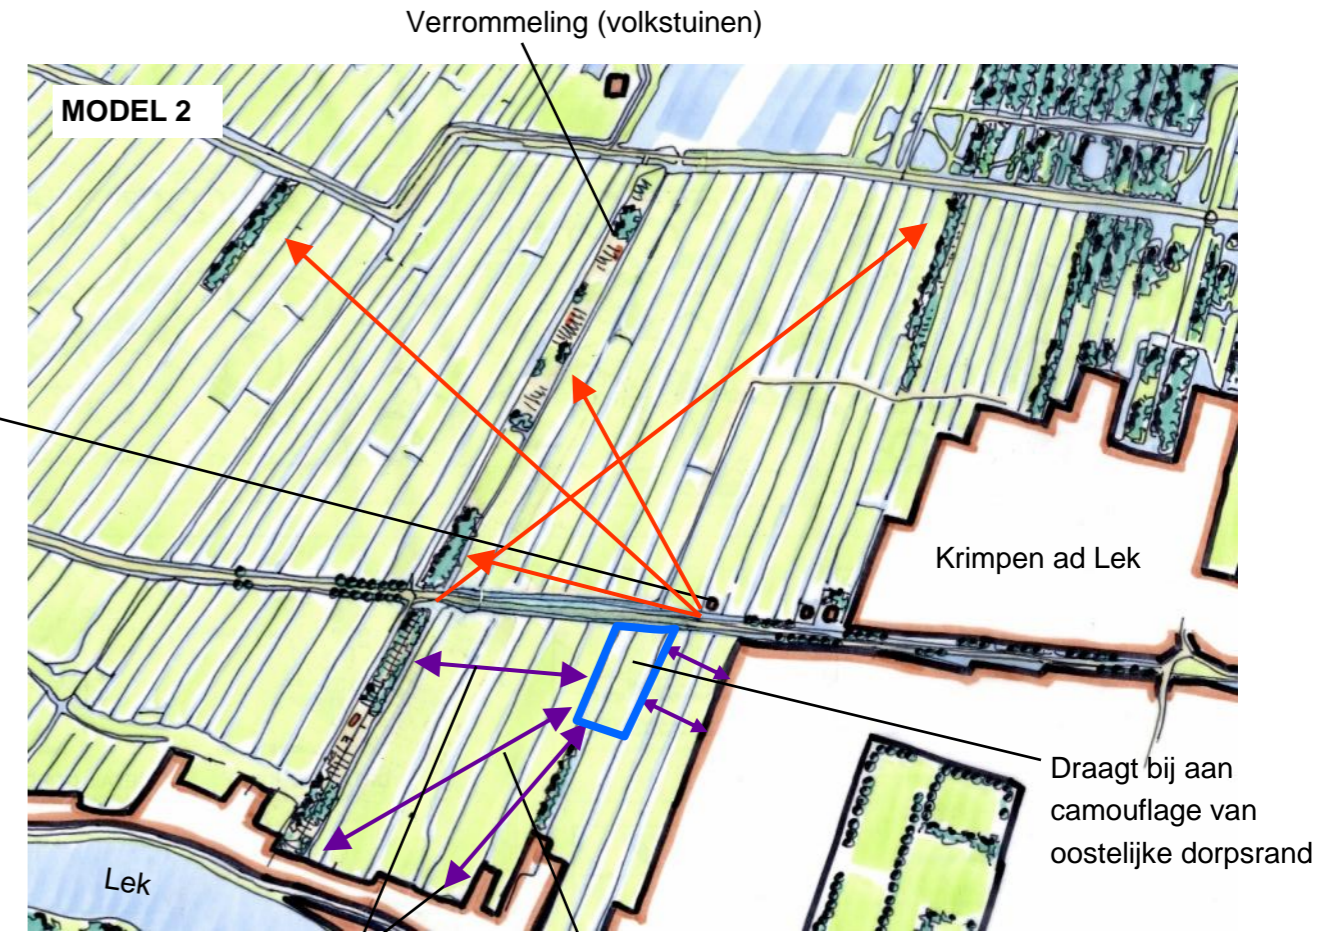 Verrommeling (volkstuinen)
MODEL 2
Krimpen ad Lek
Draagt bij aan
camouflage van
oostelijke dorpsrand
Lek